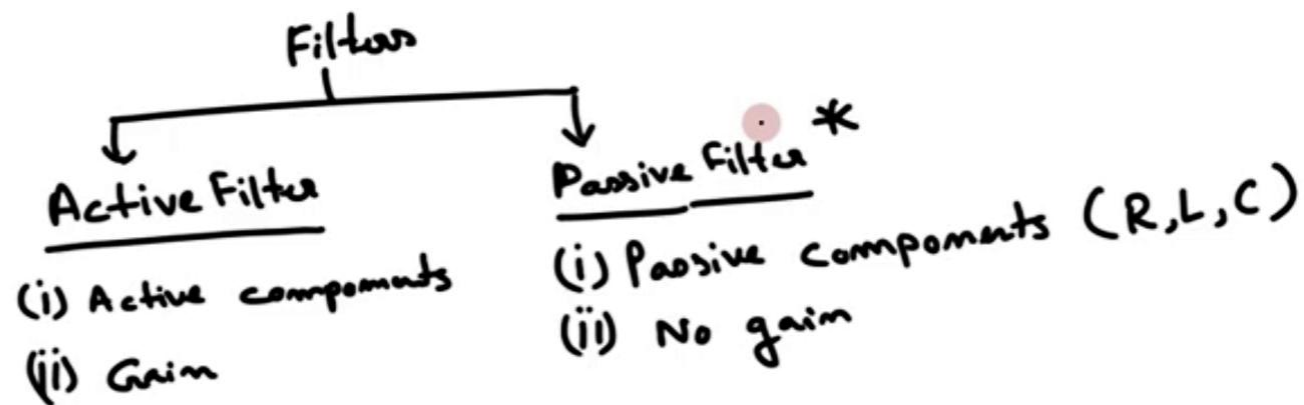 Filters
Active Filter
Passive Filter *
(i) Active components
(ii) Gain
(i) Passive components (R,L,C)
(ii) No gain